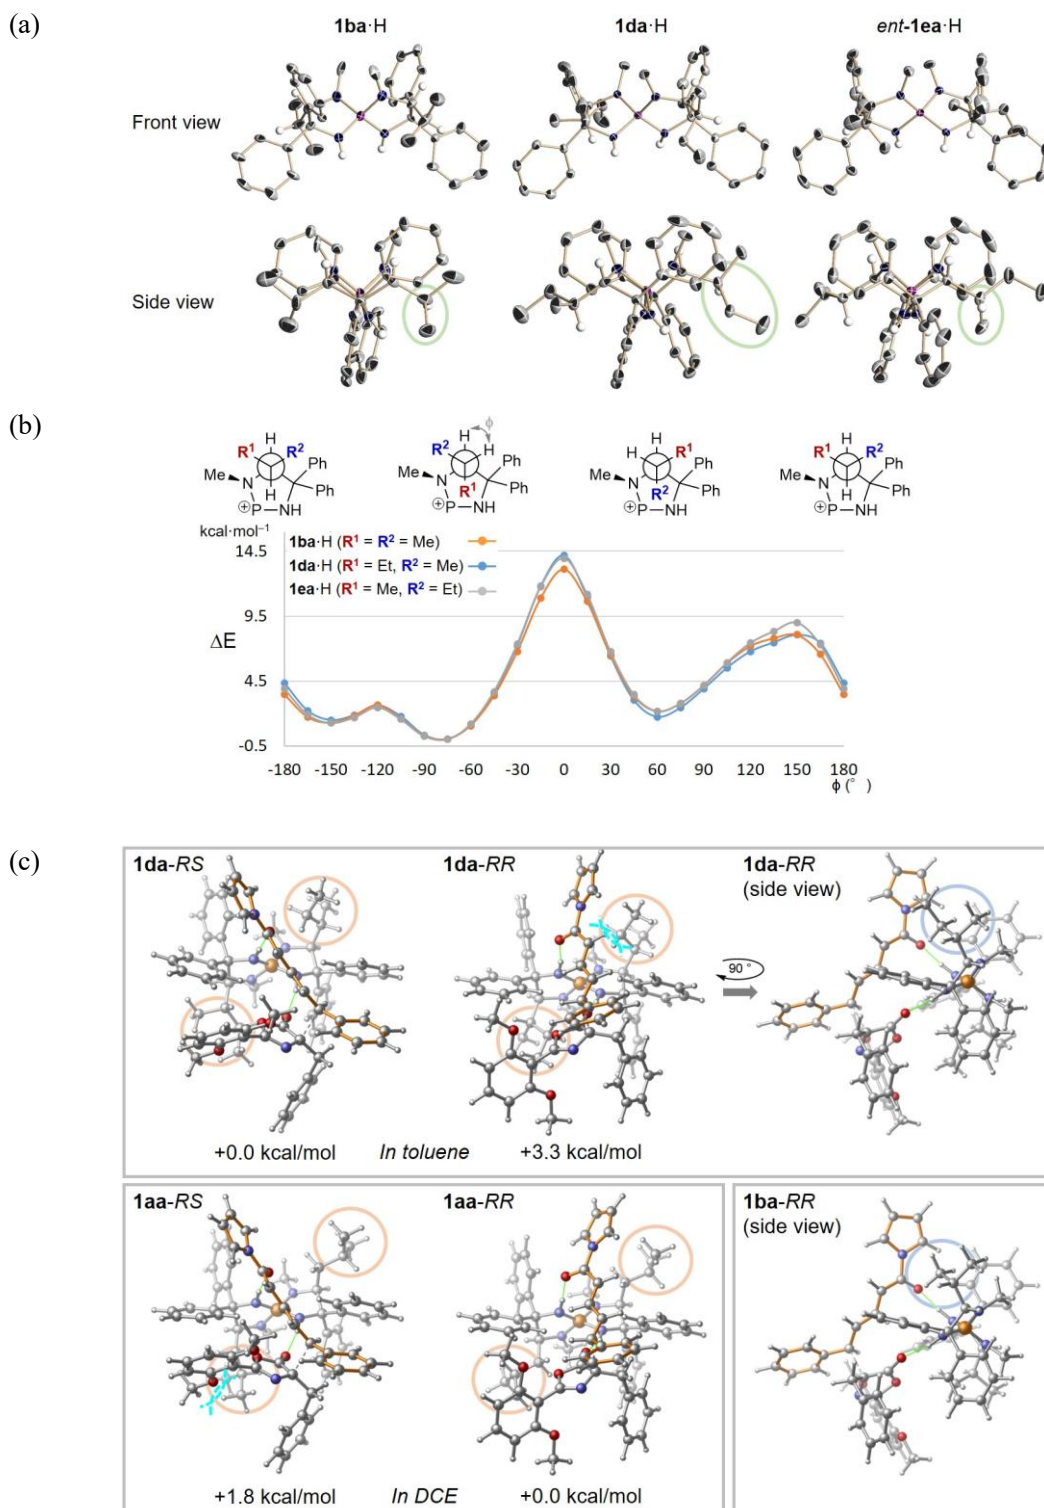 (a)
1ba·H 1da·H ent-1ea·H
Front view
Side view
(b)
R¹ H R² Me N Ph Ph H ⊕ P NH
R² H ϕ H R¹ Me N Ph Ph ⊕ P NH
H H R¹ Me N Ph Ph R² ⊕ P NH
R¹ H R² Me N Ph Ph H ⊕ P NH
kcal·mol⁻¹
1ba·H (R¹ = R² = Me)
1da·H (R¹ = Et, R² = Me)
1ea·H (R¹ = Me, R² = Et)
14.5
9.5
ΔE
4.5
-0.5
-180 -150 -120 -90 -60 -30 0 30 60 90 120 150 180
ϕ (°)
(c)
1da-RS 1da-RR 1da-RR
(side view)
90 °
+0.0 kcal/mol In toluene +3.3 kcal/mol
1aa-RS 1aa-RR 1ba-RR
(side view)
+1.8 kcal/mol In DCE +0.0 kcal/mol